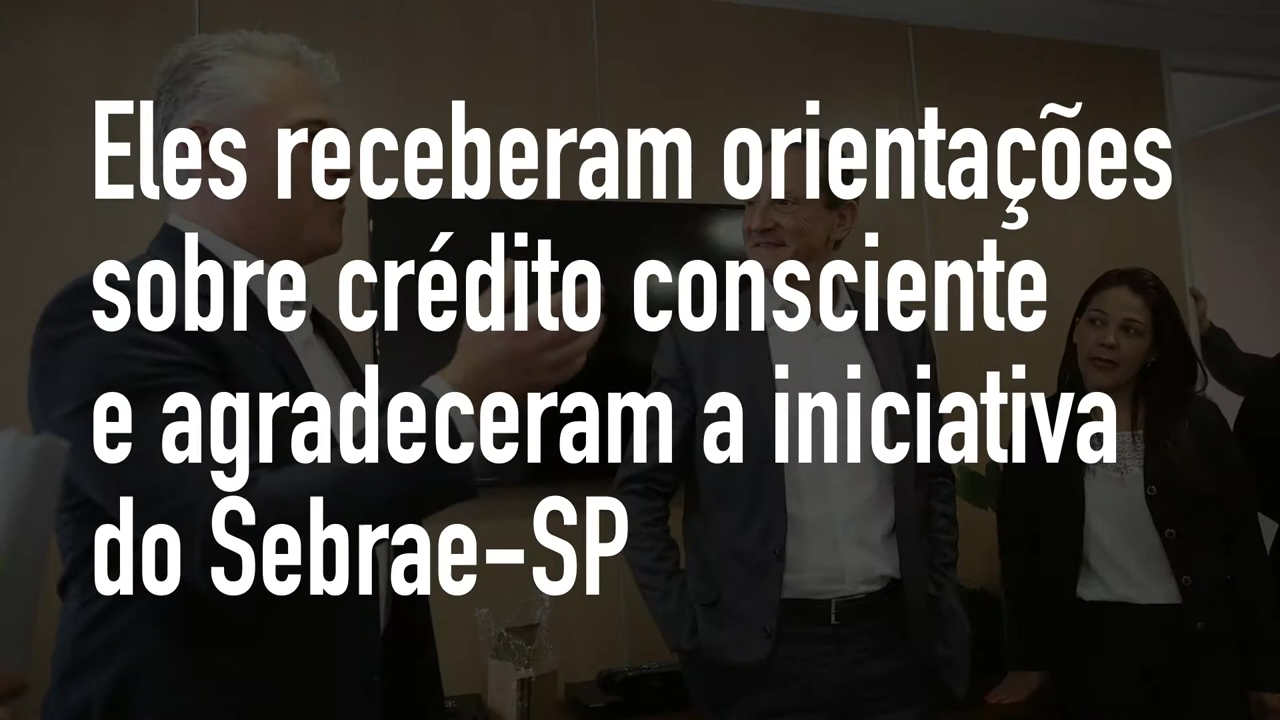 Eles receberam orientações
sobre crédito consciente
e agradeceram a iniciativa
do Sebrae-SP